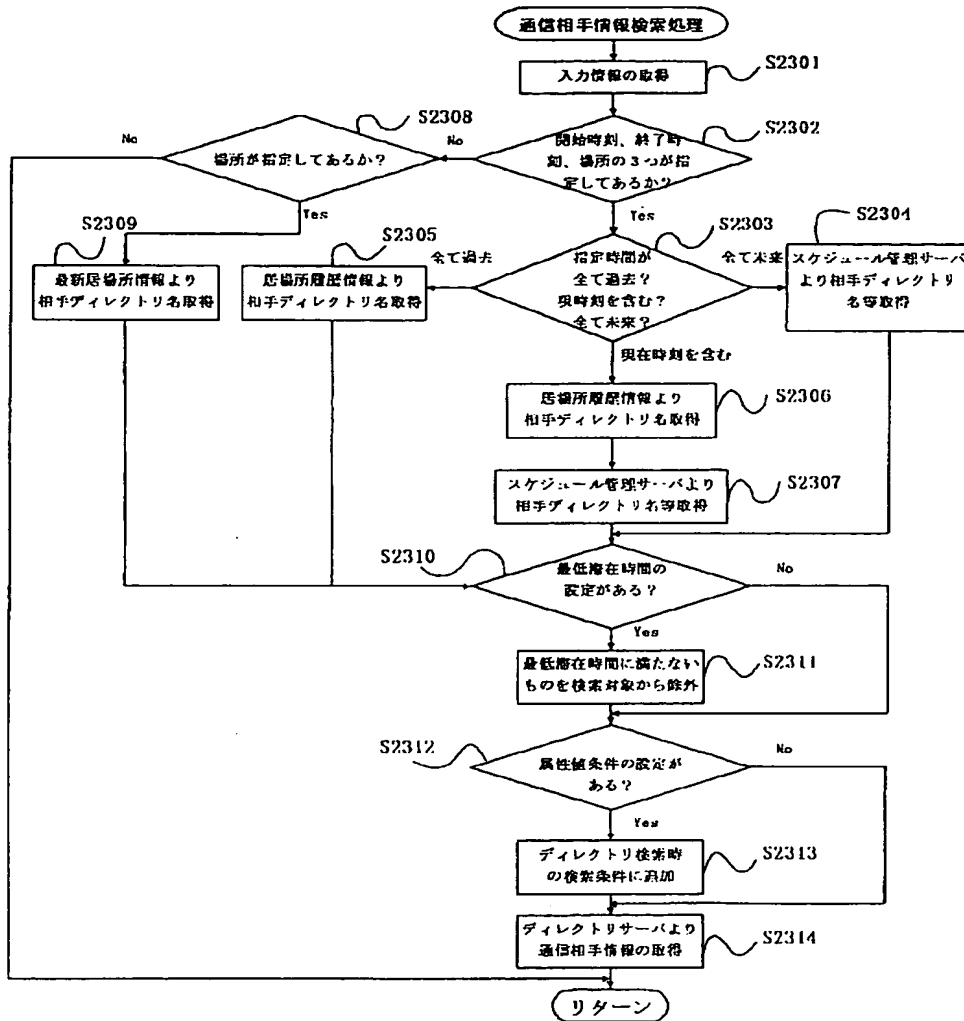 通信相手情報検索処理
S2301
入力情報の取得
S2302
開始時刻、終了時
刻、場所の3つが指
定してあるか?
No
S2308
場所が指定してあるか?
No
Yes
Yes
S2309
最新居場所情報より
相手ディレクトリ名取得
S2305
居場所履歴情報より
相手ディレクトリ名取得
全て過去
S2303
指定時間が
全て過去?
現時刻を含む?
全て未来?
全て未来
S2304
スケジュール管理サーバ
より相手ディレクトリ
名等取得
現在時刻を含む
S2306
居場所履歴情報より
相手ディレクトリ名取得
S2307
スケジュール管理サーバより
相手ディレクトリ名等取得
S2310
最低滞在時間の
設定がある?
No
Yes
S2311
最低滞在時間に満たない
ものを検索対象から除外
S2312
属性値条件の設定が
ある?
No
Yes
S2313
ディレクトリ検索時
の検索条件に追加
S2314
ディレクトリサーバより
通信相手情報の取得
リターン